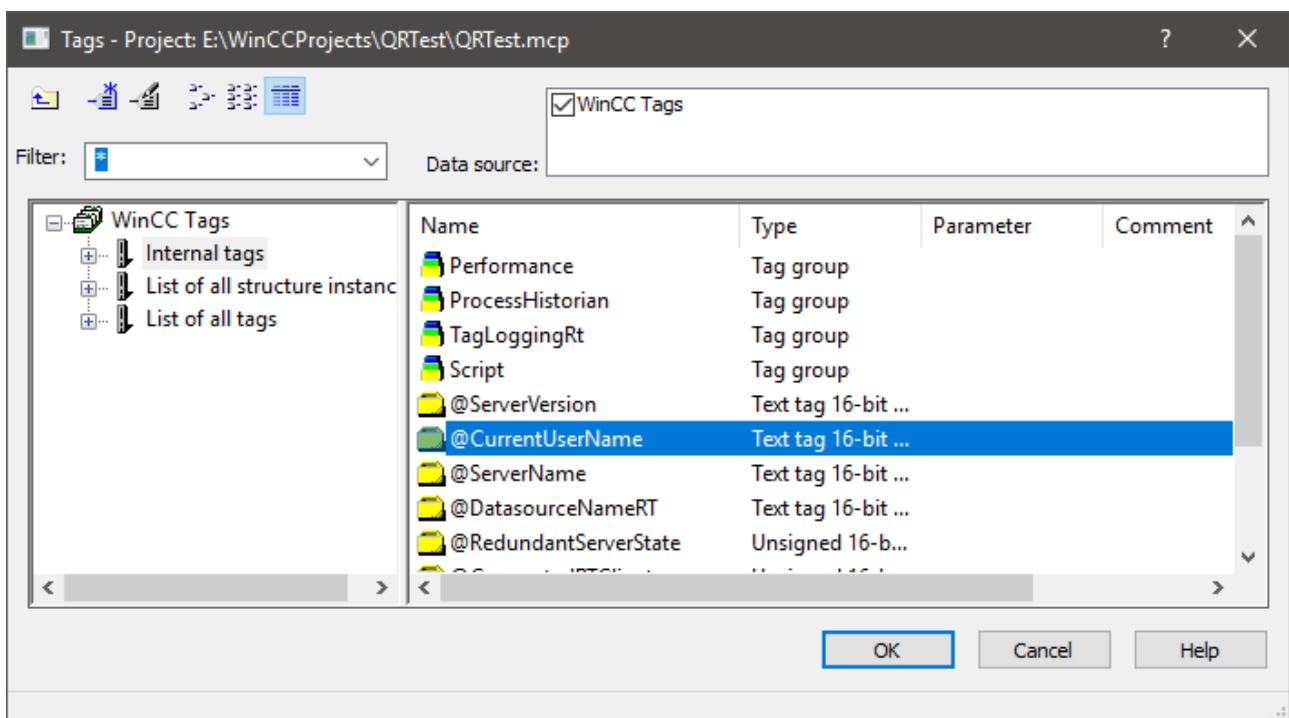 Tags - Project: E:\WinCCProjects\QRTest\QRTest.mcp
WinCC Tags
Filter: *
Data source:
WinCC Tags
Internal tags
List of all structure instanc
List of all tags
Name Type Parameter Comment
Performance Tag group
ProcessHistorian Tag group
TagLoggingRt Tag group
Script Tag group
@ServerVersion Text tag 16-bit ...
@CurrentUserName Text tag 16-bit ...
@ServerName Text tag 16-bit ...
@DatasourceNameRT Text tag 16-bit ...
@RedundantServerState Unsigned 16-b...
OK Cancel Help